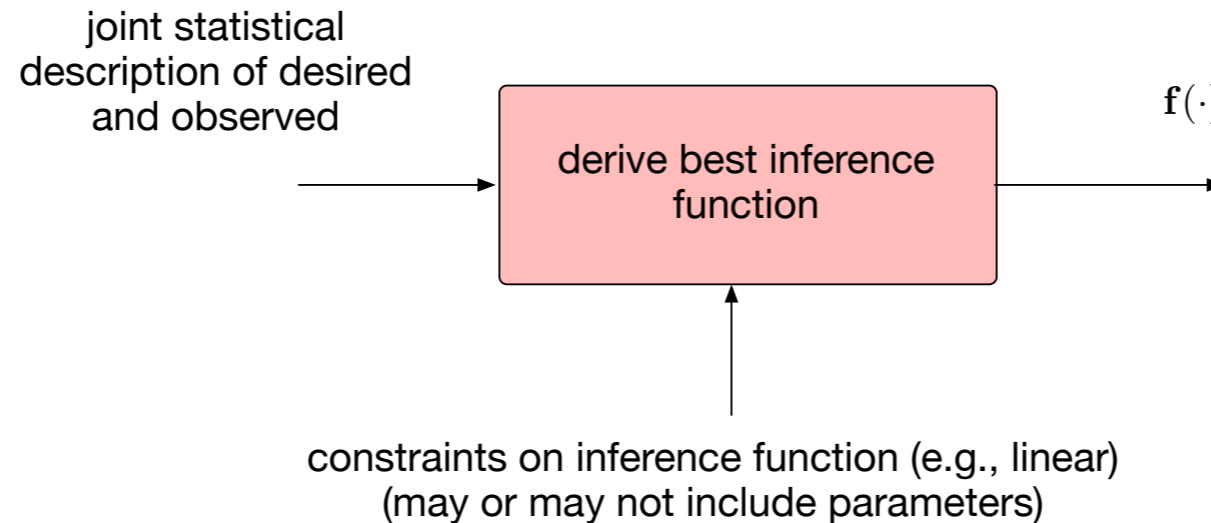 joint statistical
description of desired
and observed
f(·)
derive best inference
function
constraints on inference function (e.g., linear)
(may or may not include parameters)